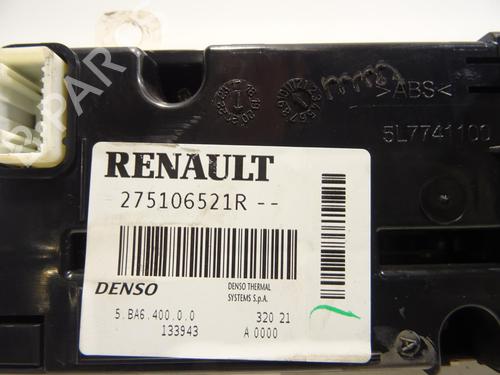 >ABS<
5L7741100
RENAULT
275106521R --
DENSO
DENSO THERMAL
SYSTEMS S.p.A.
5.BA6.400.0.0
320 21
133943
A 0000